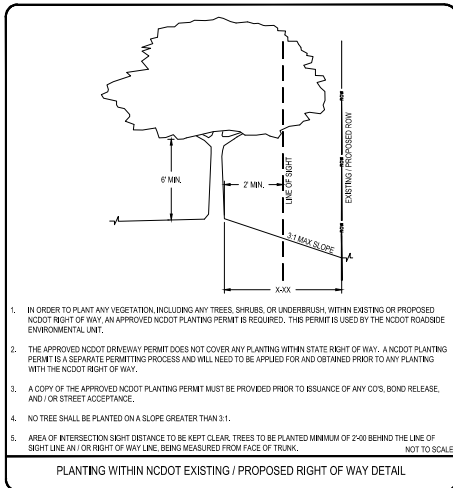 6' MIN.
2' MIN.
LINE OF SIGHT
ROW
ROW
ROW
EXISTING / PROPOSED ROW
3:1 MAX SLOPE
X-XX
1. IN ORDER TO PLANT ANY VEGETATION, INCLUDING ANY TREES, SHRUBS, OR UNDERBRUSH, WITHIN EXISTING OR PROPOSED
NCDOT RIGHT OF WAY, AN APPROVED NCDOT PLANTING PERMIT IS REQUIRED. THIS PERMIT IS USED BY THE NCDOT ROADSIDE
ENVIRONMENTAL UNIT.
2. THE APPROVED NCDOT DRIVEWAY PERMIT DOES NOT COVER ANY PLANTING WITHIN STATE RIGHT OF WAY. A NCDOT PLANTING
PERMIT IS A SEPARATE PERMITTING PROCESS AND WILL NEED TO BE APPLIED FOR AND OBTAINED PRIOR TO ANY PLANTING
WITH THE NCDOT RIGHT OF WAY.
3. A COPY OF THE APPROVED NCDOT PLANTING PERMIT MUST BE PROVIDED PRIOR TO ISSUANCE OF ANY CO'S, BOND RELEASE,
AND / OR STREET ACCEPTANCE.
4. NO TREE SHALL BE PLANTED ON A SLOPE GREATER THAN 3:1.
5. AREA OF INTERSECTION SIGHT DISTANCE TO BE KEPT CLEAR. TREES TO BE PLANTED MINIMUM OF 2'-00 BEHIND THE LINE OF
SIGHT LINE AN / OR RIGHT OF WAY LINE, BEING MEASURED FROM FACE OF TRUNK.
NOT TO SCALE
PLANTING WITHIN NCDOT EXISTING / PROPOSED RIGHT OF WAY DETAIL